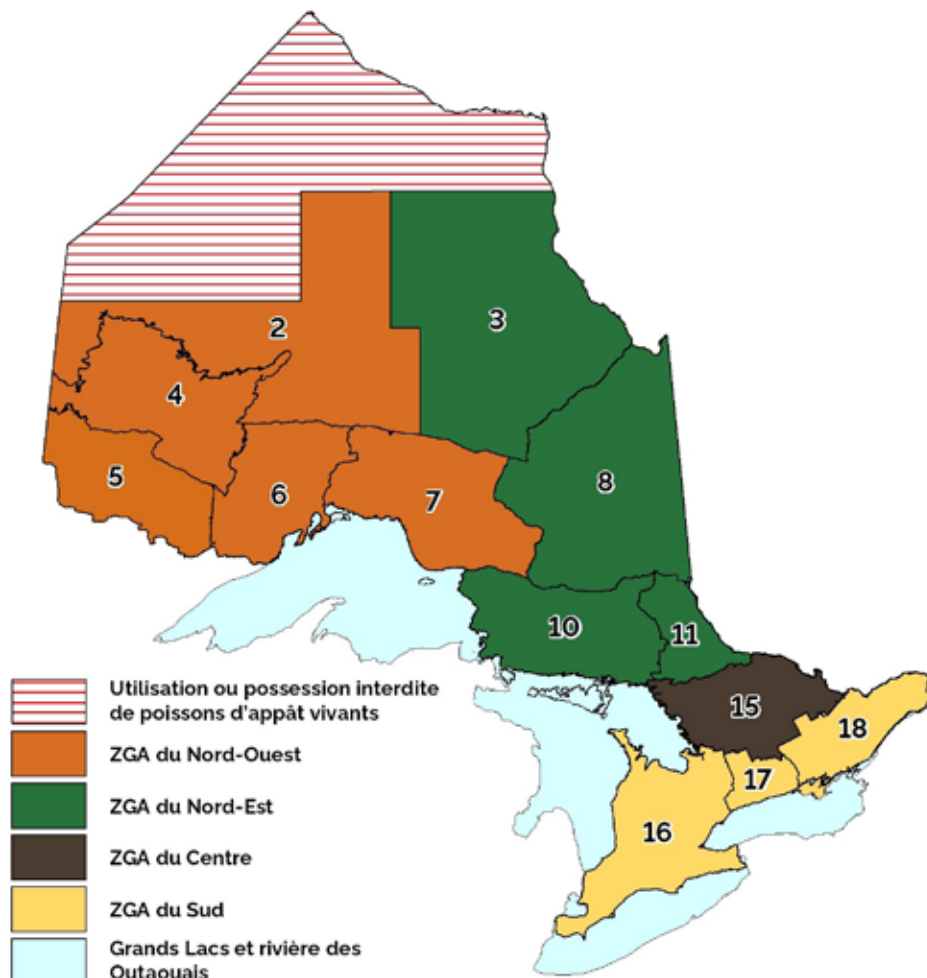 2
3
4
5
6
7
8
10
11
15
18
17
16
Utilisation ou possession interdite
de poissons d'appât vivants
ZGA du Nord-Ouest
ZGA du Nord-Est
ZGA du Centre
ZGA du Sud
Grands Lacs et rivière des
Outaouais